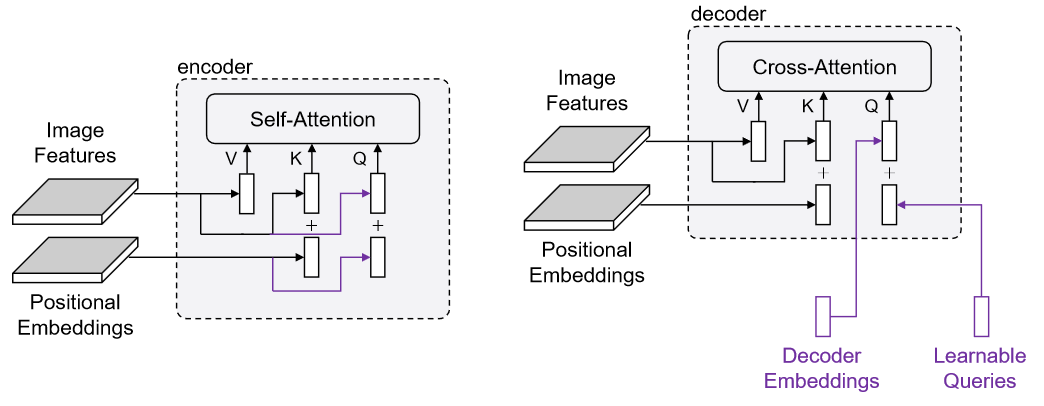 encoder
Self-Attention
V
K
Q
Image
Features
+
+
Positional
Embeddings
decoder
Cross-Attention
V
K
Q
Image
Features
+
+
Positional
Embeddings
Decoder
Embeddings
Learnable
Queries